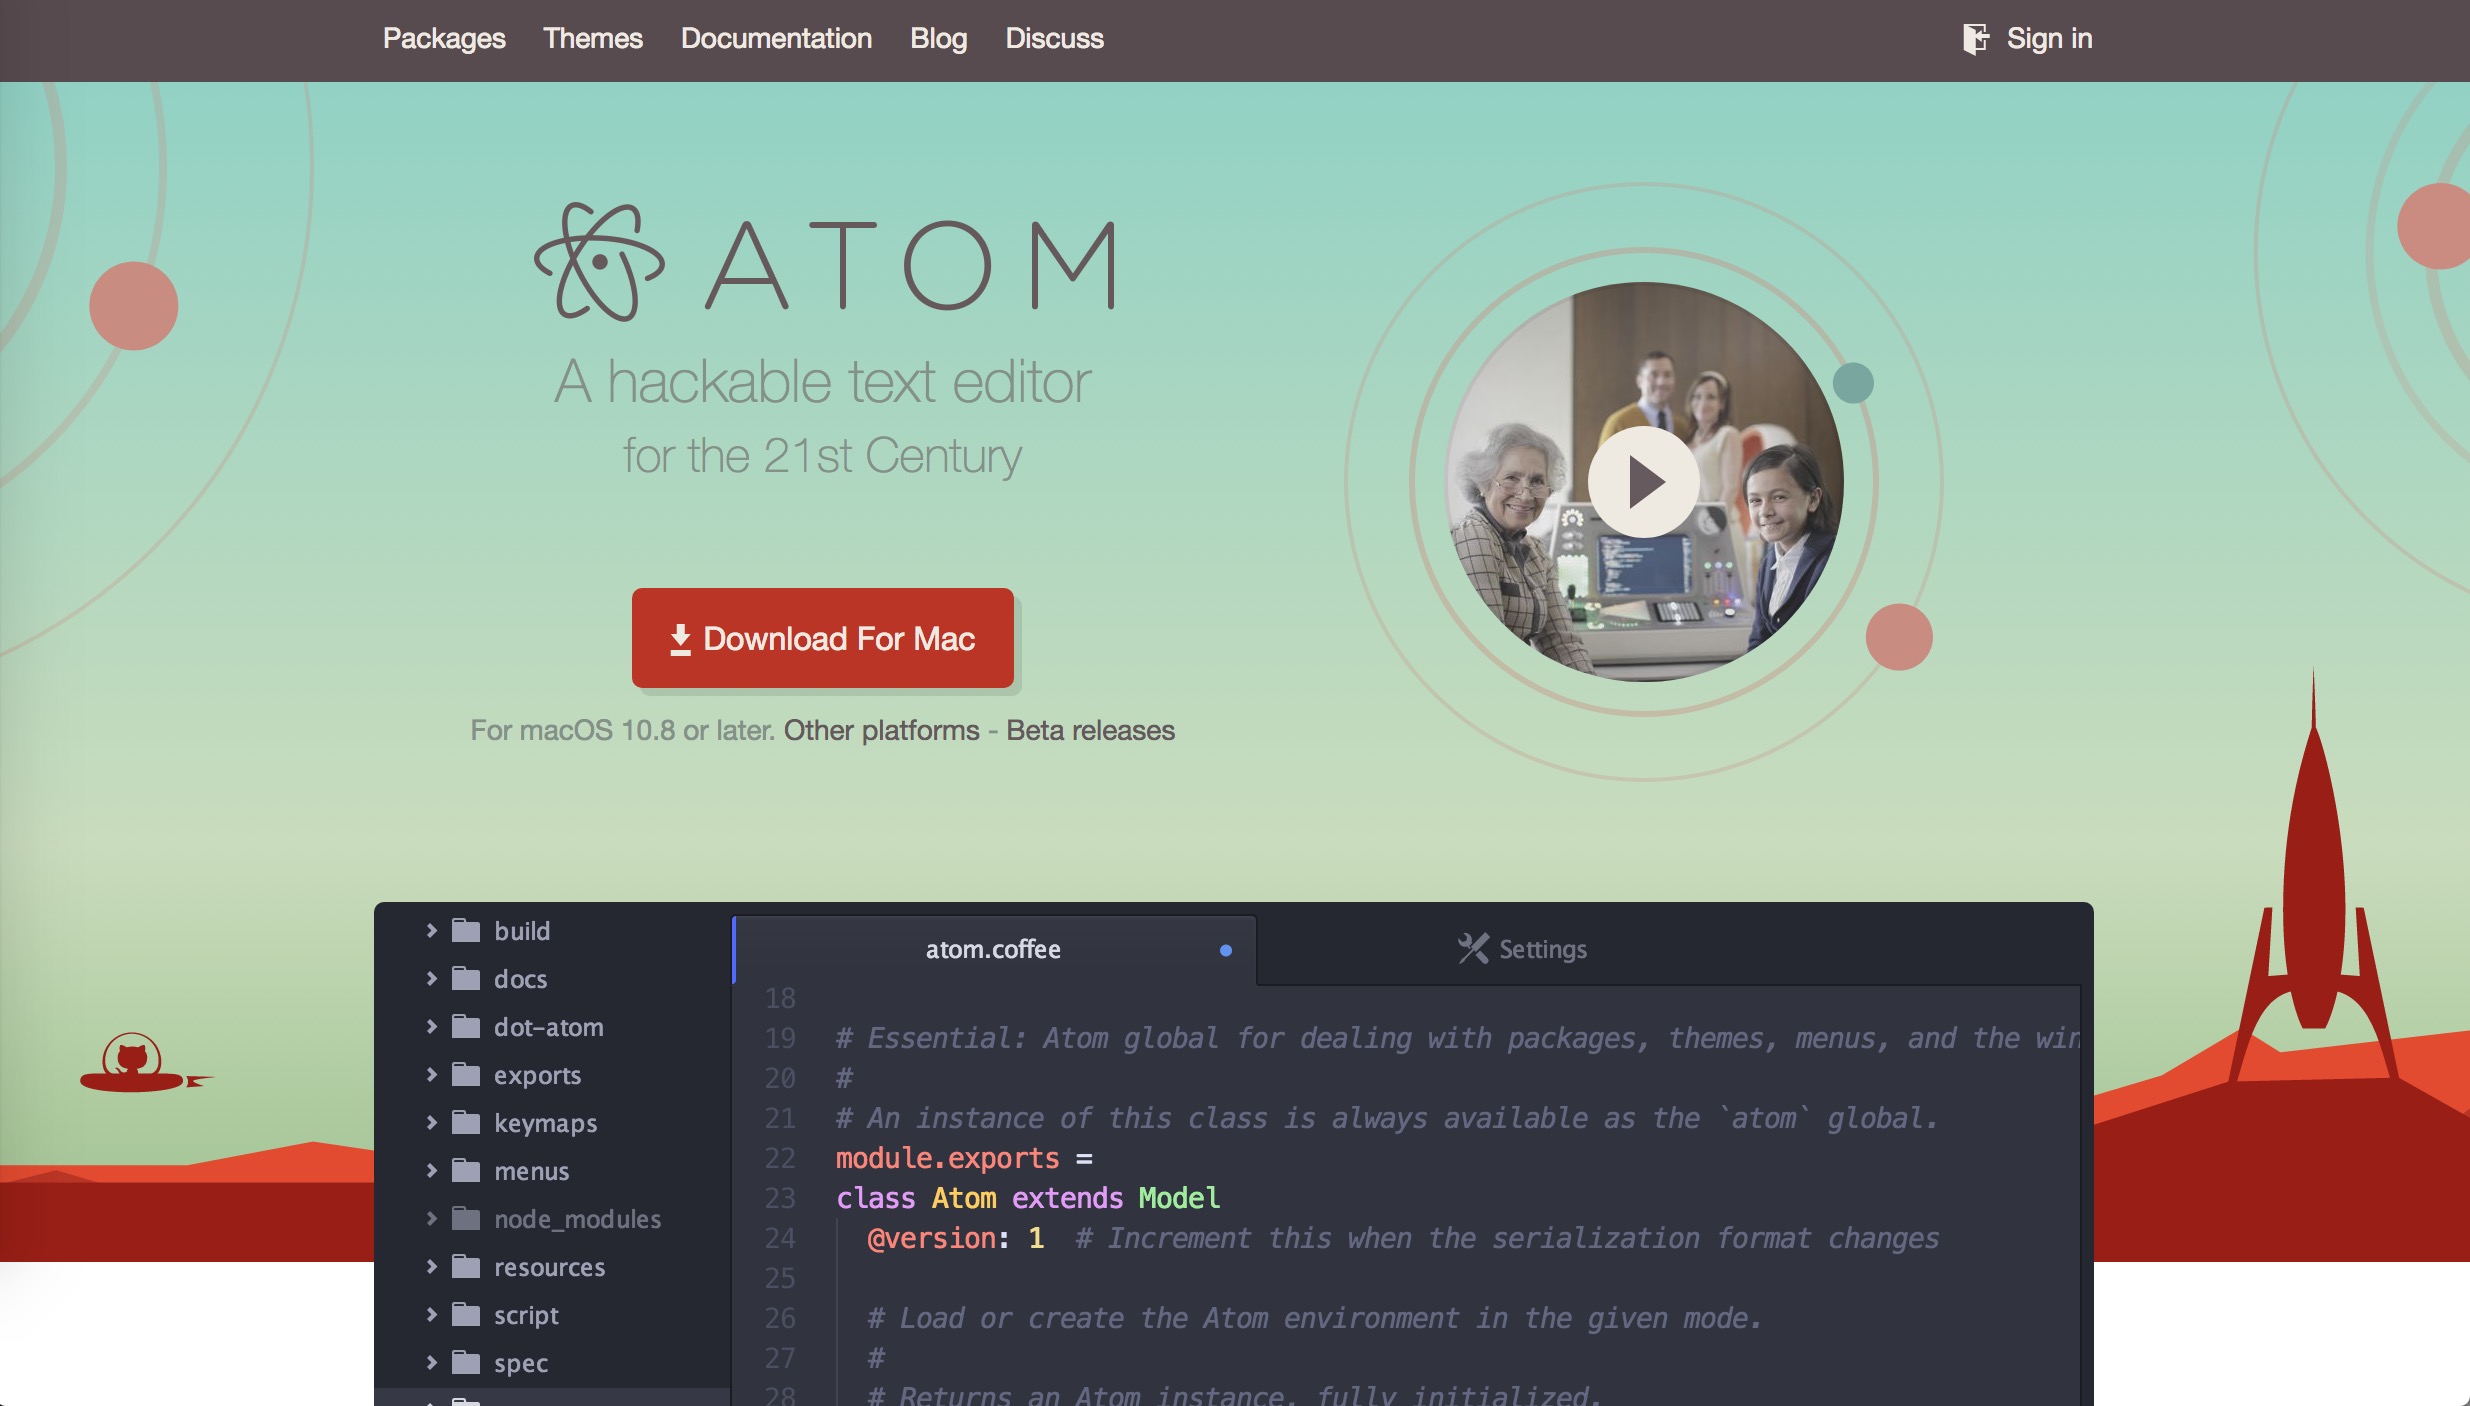 Packages Themes Documentation Blog Discuss Sign in
ATOM
A hackable text editor
for the 21st Century
Download For Mac
For macOS 10.8 or later. Other platforms - Beta releases
build
docs
dot-atom
exports
keymaps
menus
node_modules
resources
script
spec
atom.coffee Settings
18
19 # Essential: Atom global for dealing with packages, themes, menus, and the win
20 #
21 # An instance of this class is always available as the `atom` global.
22 module.exports =
23 class Atom extends Model
24 @version: 1 # Increment this when the serialization format changes
25
26 # Load or create the Atom environment in the given mode.
27 #
28 # Returns an Atom instance, fully initialized.